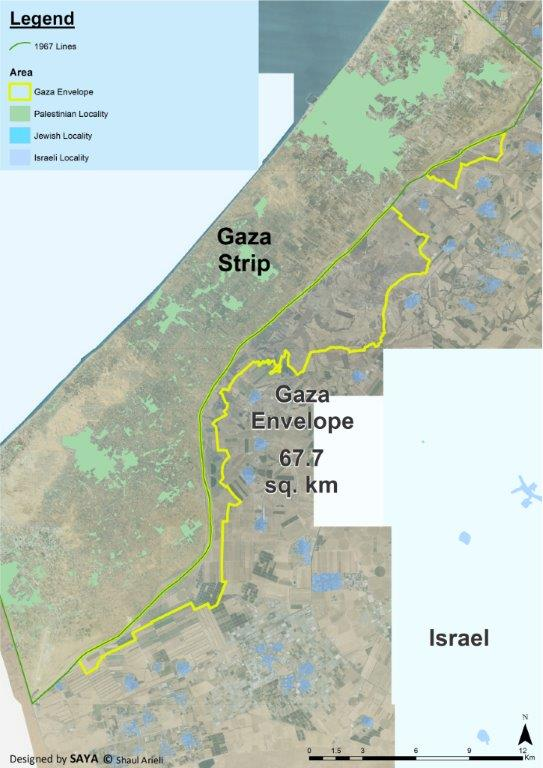 Legend
1967 Lines
Area
Gaza Envelope
Palestinian Locality
Jewish Locality
Israeli Locality
Gaza
Strip
Gaza
Envelope
67.7
sq. km
Israel
N
0 1.5 3 6 9 12
Km
Designed by SAYA © Shaul Arieli